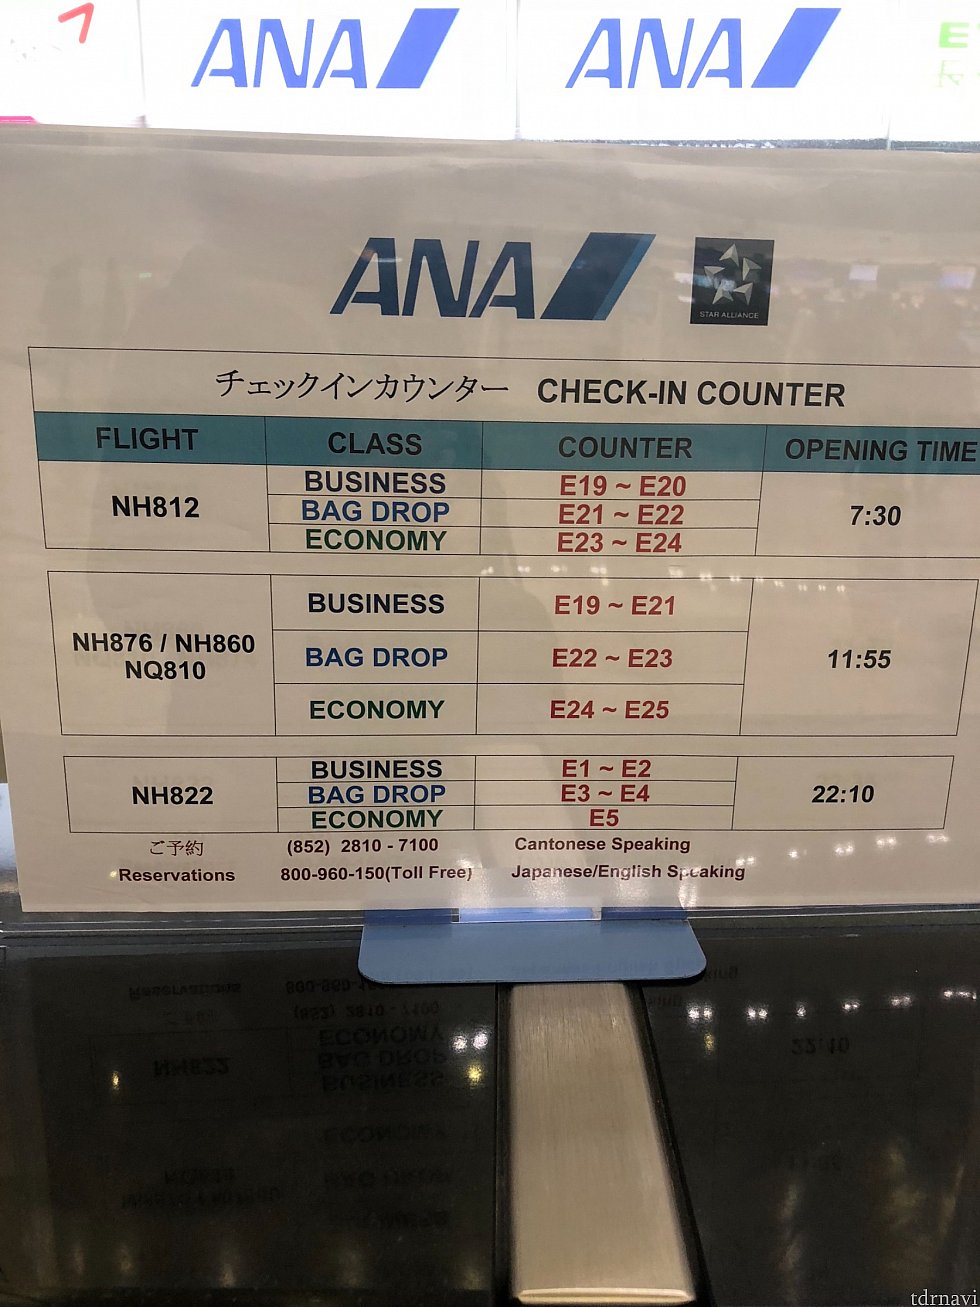 ANA ANA
ANA STAR ALLIANCE
チェックインカウンター CHECK-IN COUNTER
FLIGHT CLASS COUNTER OPENING TIME
NH812 BUSINESS E19 ~ E20 7:30
BAG DROP E21 ~ E22
ECONOMY E23 ~ E24
NH876 / NH860 NQ810 BUSINESS E19 ~ E21 11:55
BAG DROP E22 ~ E23
ECONOMY E24 ~ E25
NH822 BUSINESS E1 ~ E2 22:10
BAG DROP E3 ~ E4
ECONOMY E5
ご予約 (852) 2810 - 7100 Cantonese Speaking
Reservations 800-960-150(Toll Free) Japanese/English Speaking
tdrnavi